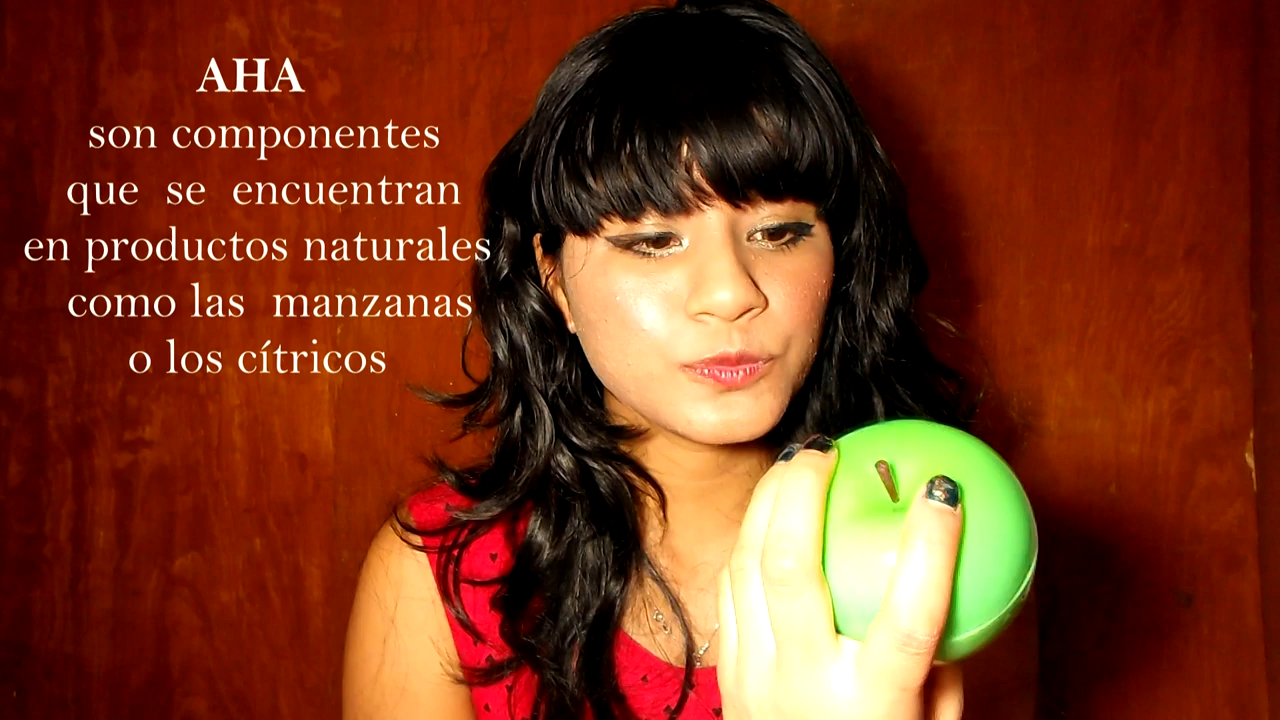 AHA
son componentes
que se encuentran
en productos naturales
como las manzanas
o los cítricos